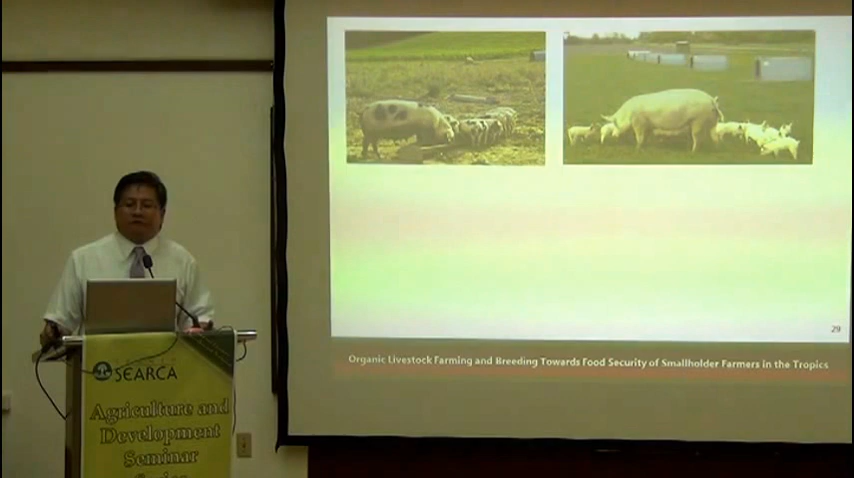 29
Organic Livestock Farming and Breeding Towards Food Security of Smallholder Farmers in the Tropics
SEARCA
Agriculture and
Development
Seminar
Series